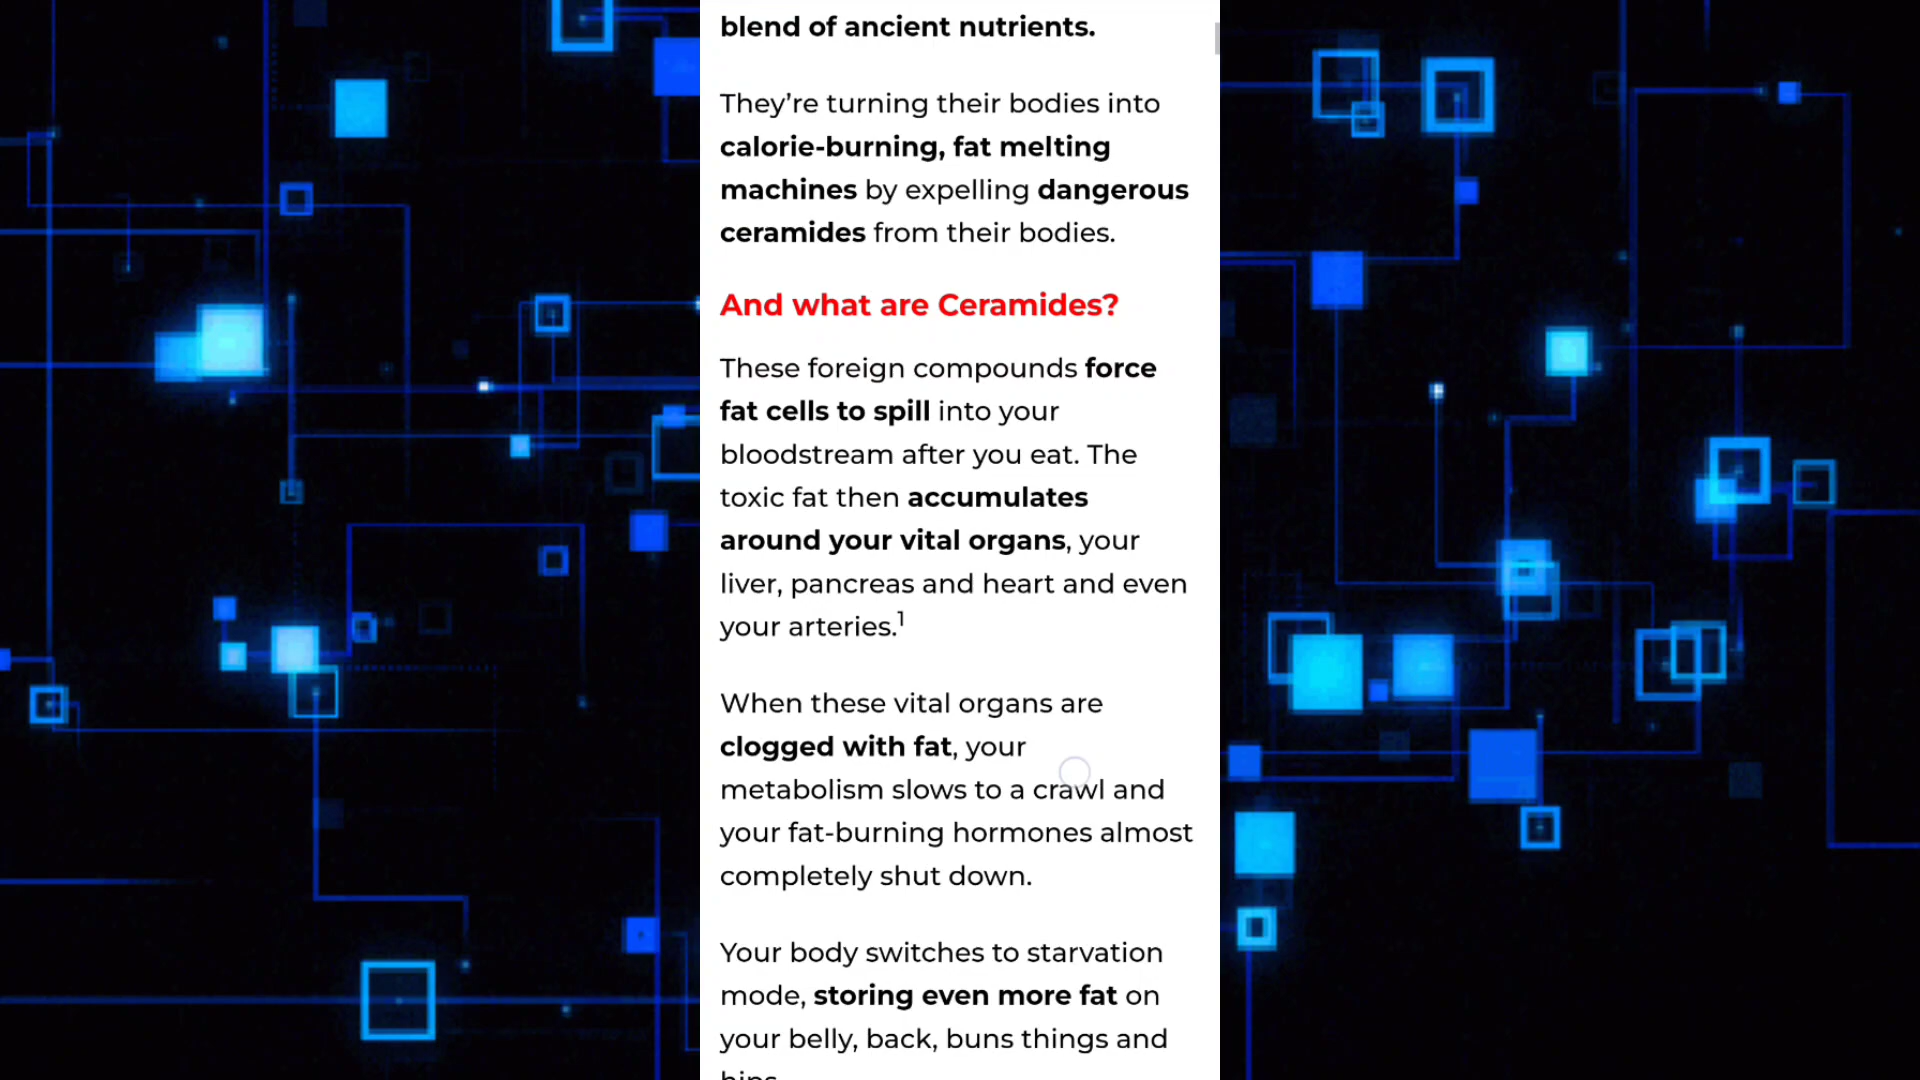 blend of ancient nutrients.
They’re turning their bodies into
calorie-burning, fat melting
machines by expelling dangerous
ceramides from their bodies.
And what are Ceramides?
These foreign compounds force
fat cells to spill into your
bloodstream after you eat. The
toxic fat then accumulates
around your vital organs, your
liver, pancreas and heart and even
your arteries.¹
When these vital organs are
clogged with fat, your
metabolism slows to a crawl and
your fat-burning hormones almost
completely shut down.
Your body switches to starvation
mode, storing even more fat on
your belly, back, buns things and